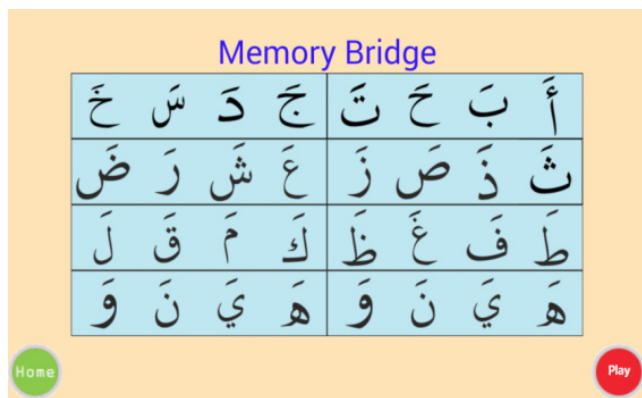 Memory Bridge
أَ بَ حَ تَ جَ دَ سَ خَ
ثَ ذَ صَ زَ عَ شَ رَ ضَ
طَ فَ غَ ظَ كَ مَ قَ لَ
هَ يَ نَ وَ هَ يَ نَ وَ
Home
Play